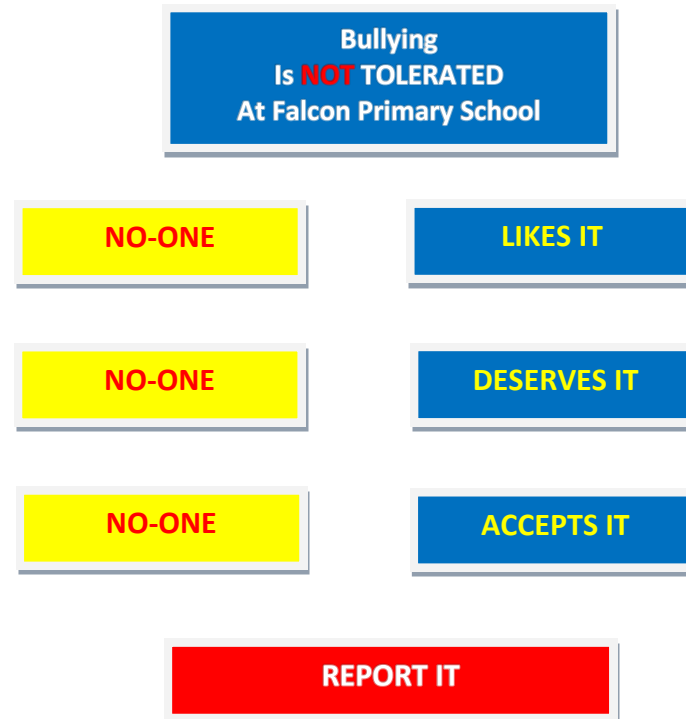 Bullying
Is NOT TOLERATED
At Falcon Primary School
NO-ONE LIKES IT
NO-ONE DESERVES IT
NO-ONE ACCEPTS IT
REPORT IT